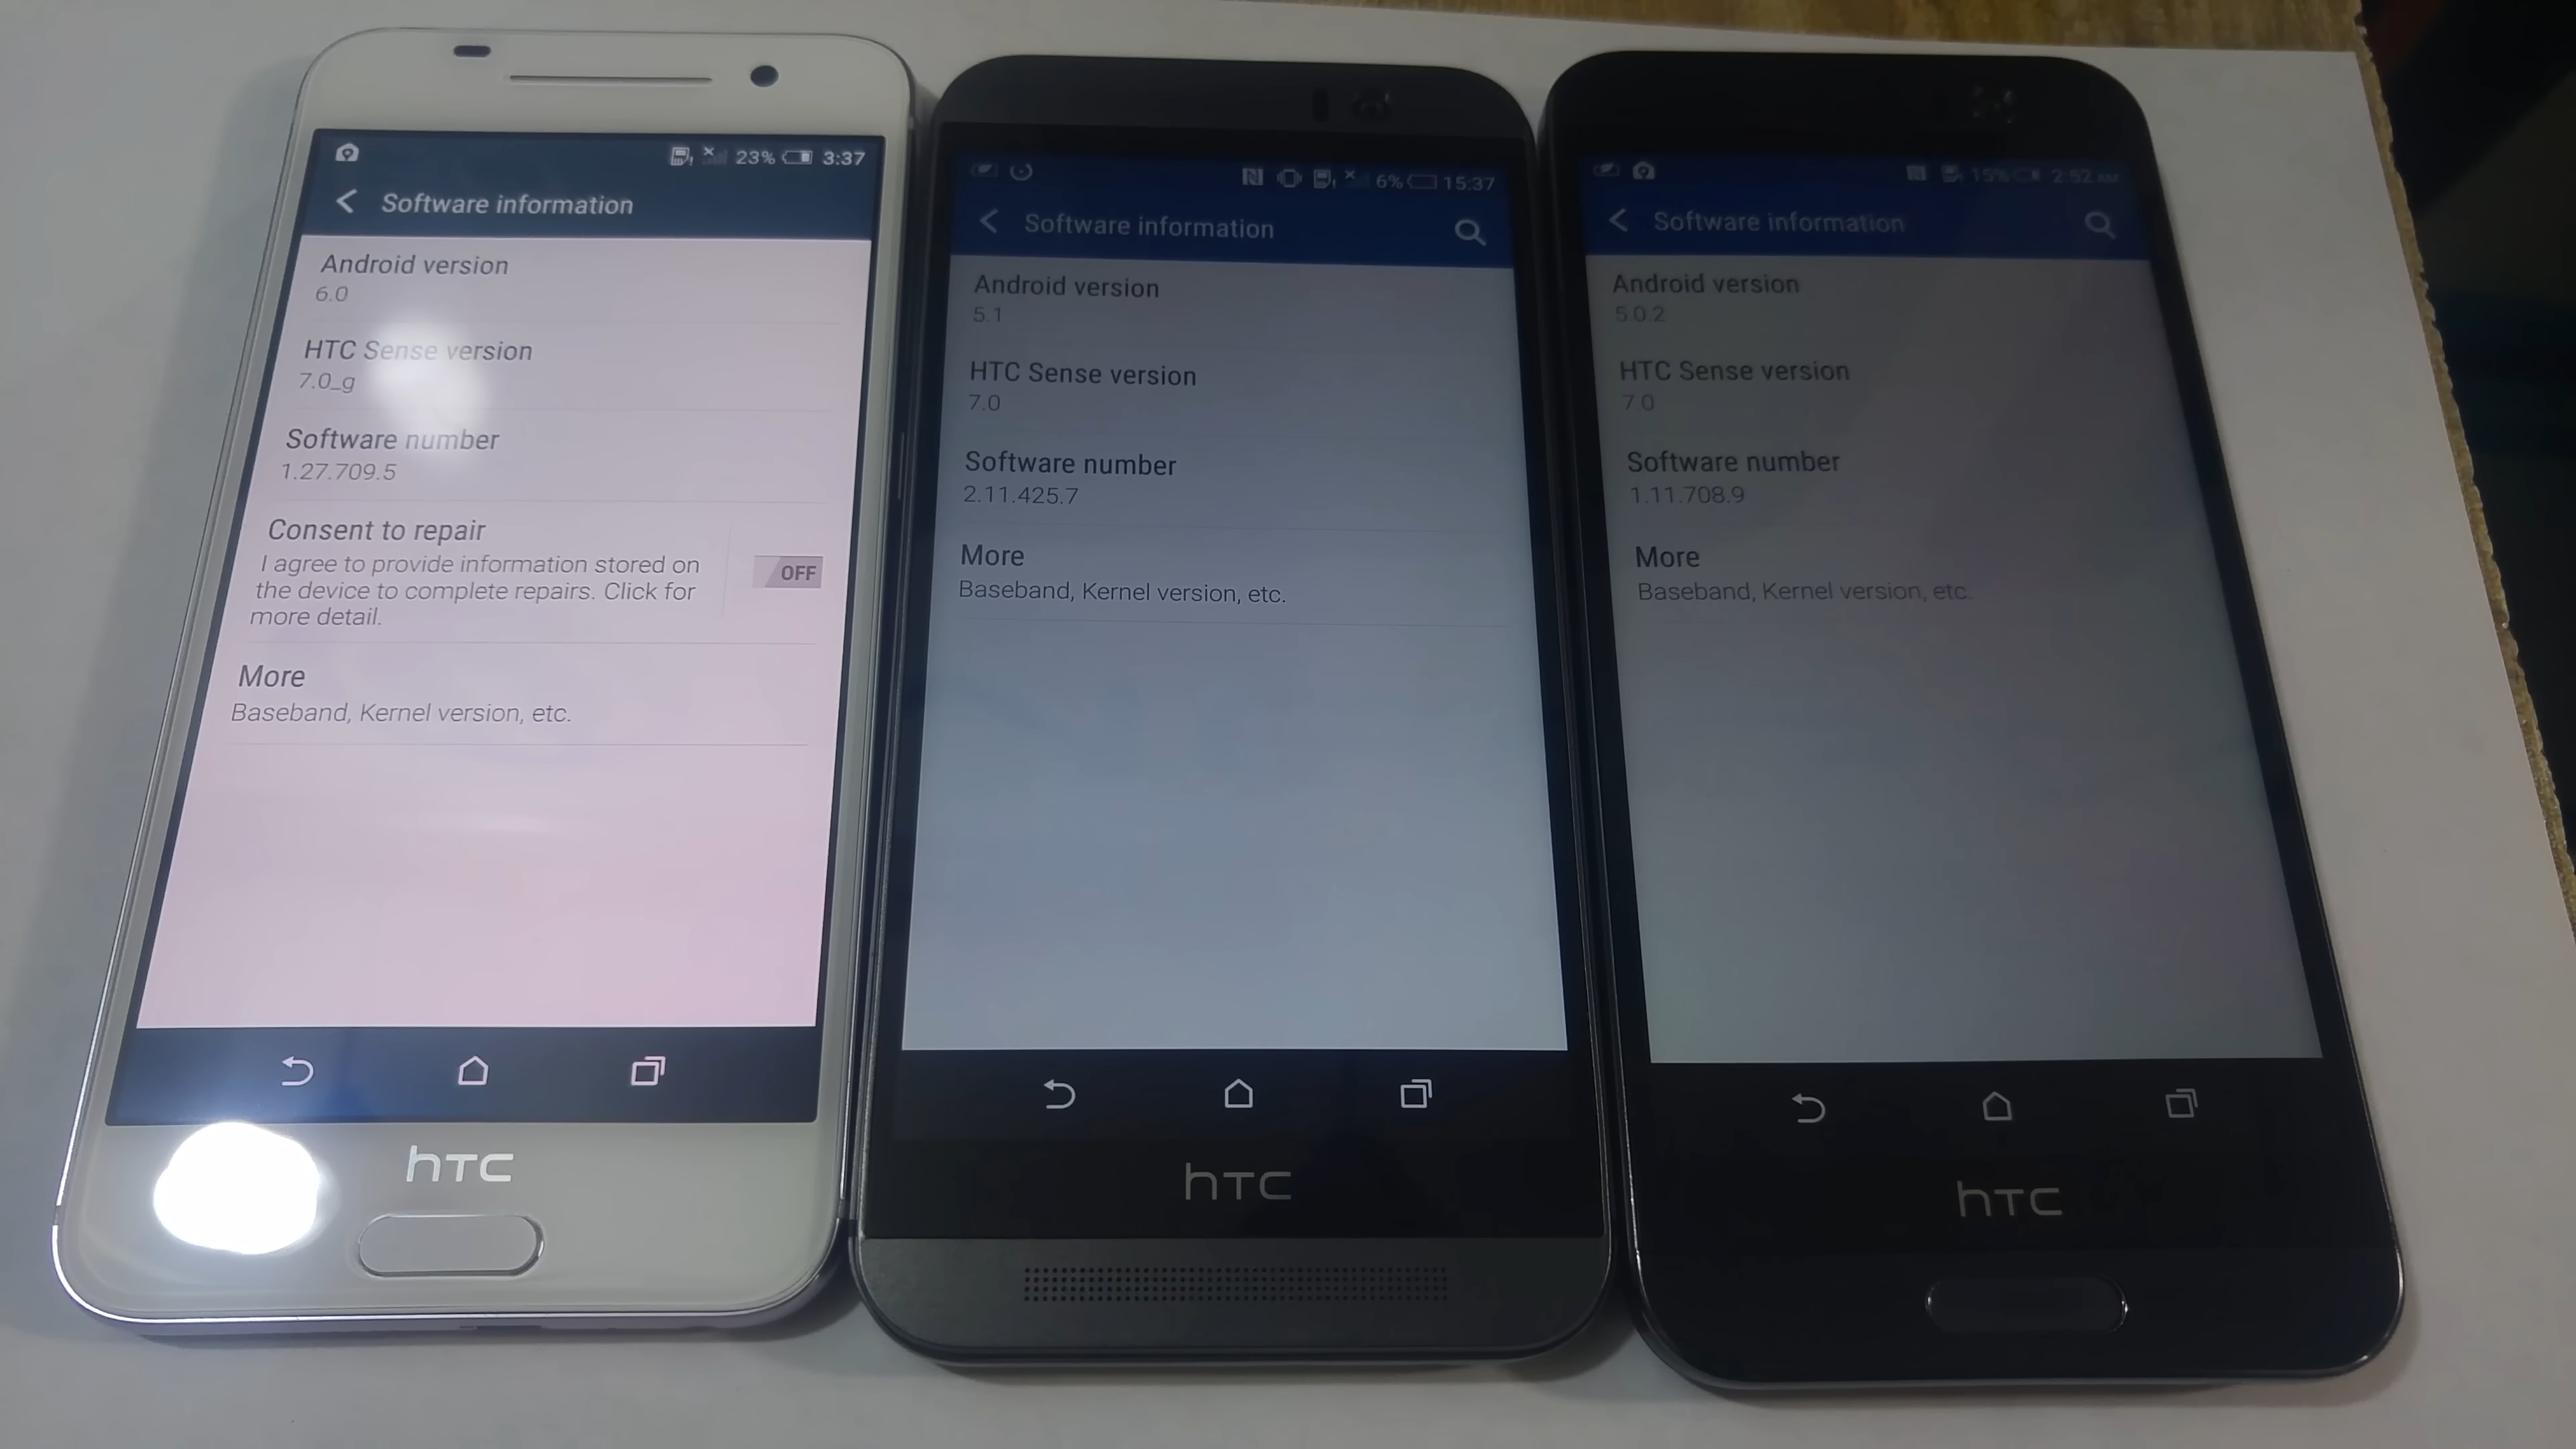 23% 3:37
Software information
Android version
6.0
HTC Sense version
7.0_g
Software number
1.27.709.5
Consent to repair
I agree to provide information stored on
the device to complete repairs. Click for
more detail.
OFF
More
Baseband, Kernel version, etc.
hTC
6% 15:37
Software information
Android version
5.1
HTC Sense version
7.0
Software number
2.11.425.7
More
Baseband, Kernel version, etc.
hTC
15% 2:52 AM
Software information
Android version
5.0.2
HTC Sense version
7.0
Software number
1.11.708.9
More
Baseband, Kernel version, etc.
hTC